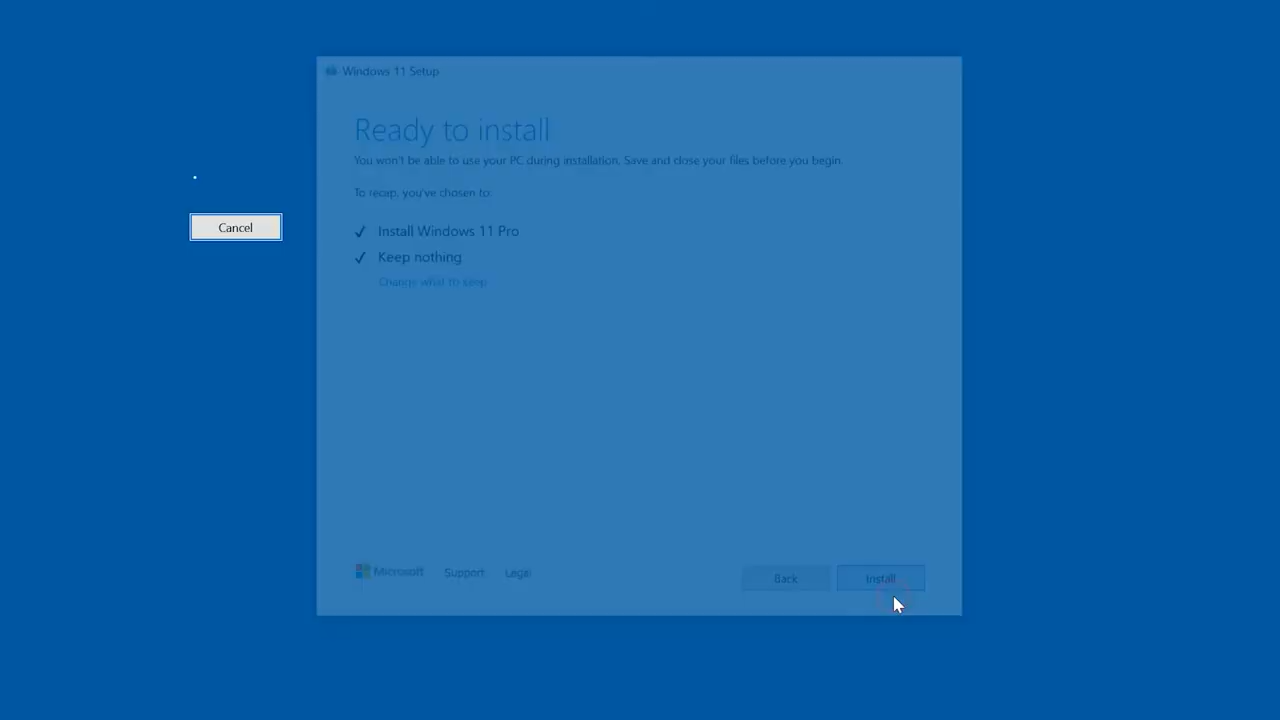 Windows 11 Setup
Ready to install
You won't be able to use your PC during installation. Save and close your files before you begin.
To recap, you've chosen to:
Cancel
Install Windows 11 Pro
Keep nothing
Change what to keep
Microsoft Support Legal
Back Install